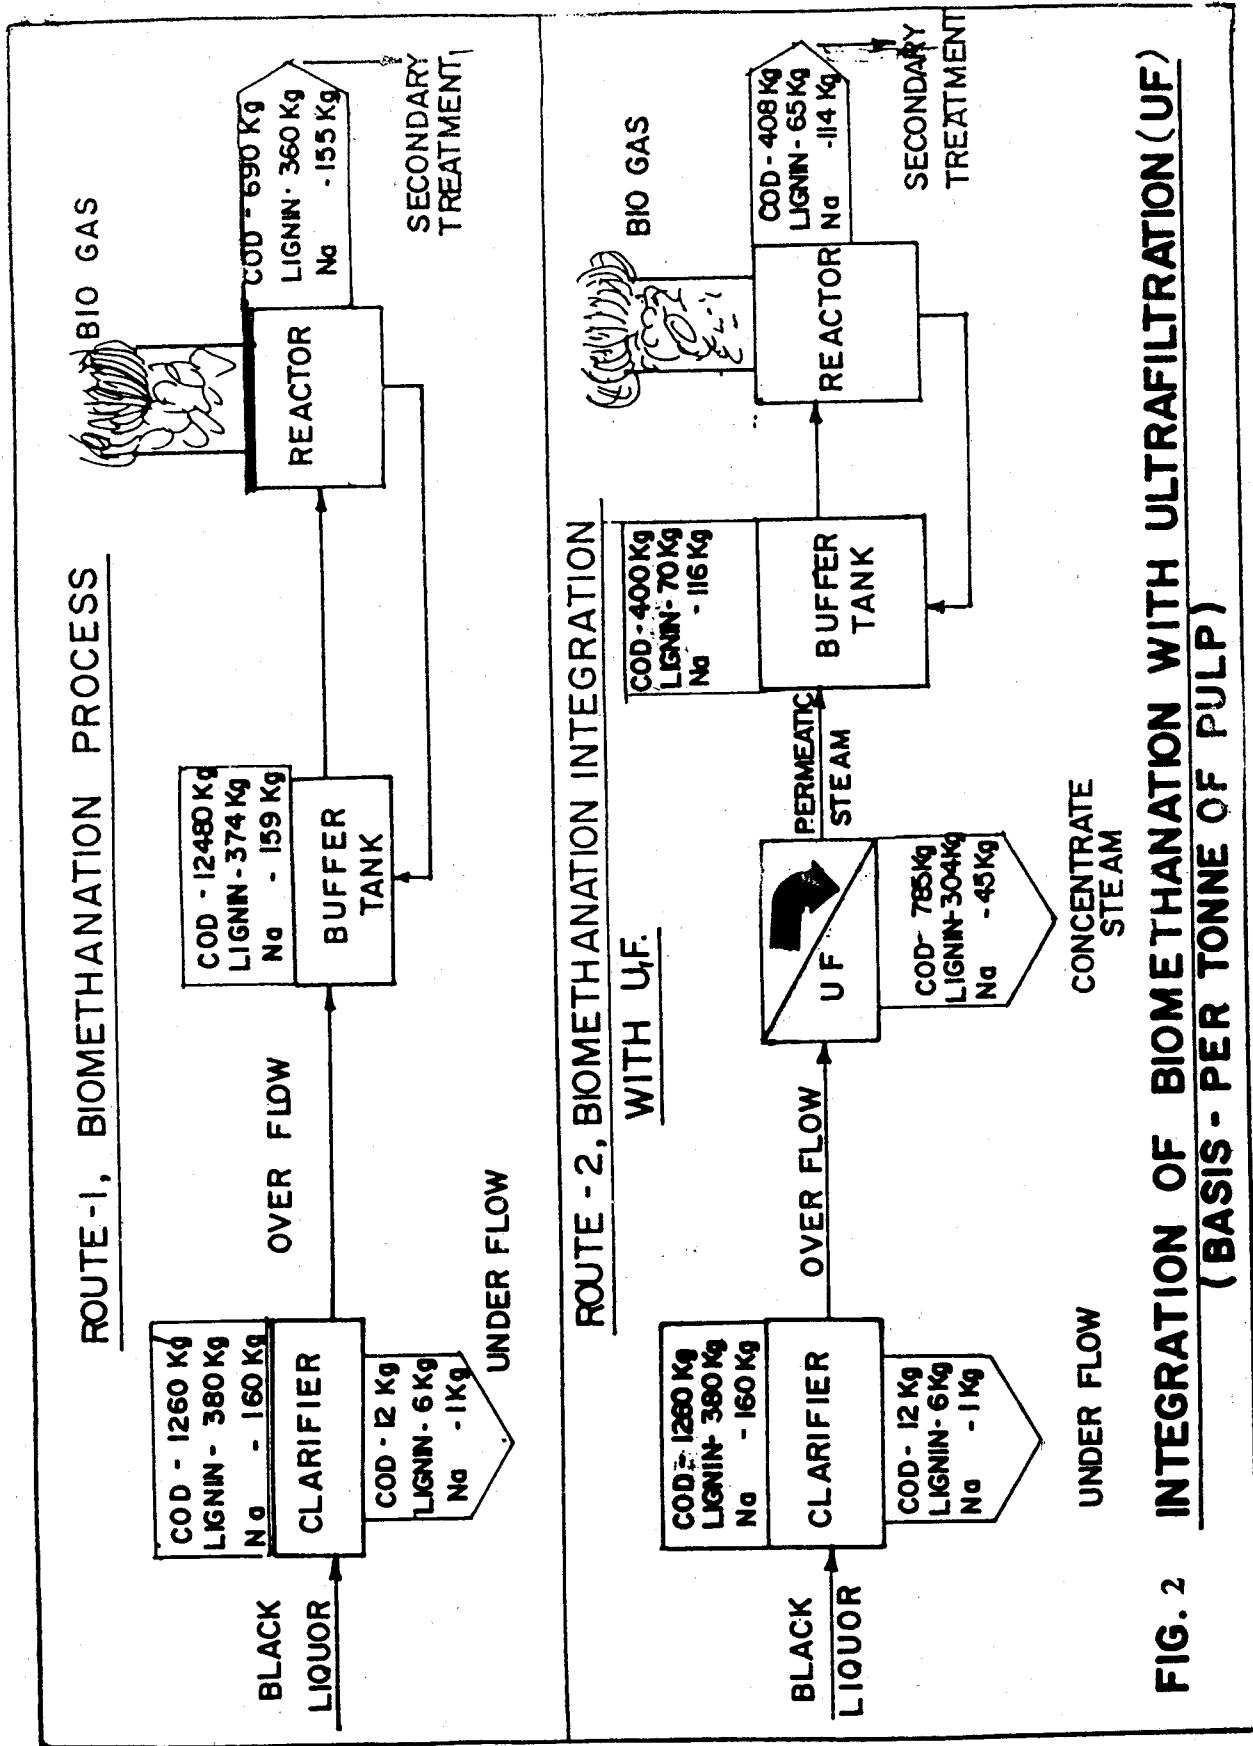 ROUTE-1, BIOMETHANATION PROCESS
BLACK
LIQUOR
COD - 1260 Kg
LIGNIN - 380 Kg
Na - 160 Kg
CLARIFIER
COD - 12 Kg
LIGNIN - 6 Kg
Na - 1 Kg
UNDER FLOW
OVER FLOW
COD - 12480 Kg
LIGNIN - 374 Kg
Na - 159 Kg
BUFFER
TANK
REACTOR
BIO GAS
COD - 690 Kg
LIGNIN - 360 Kg
Na - 155 Kg
SECONDARY
TREATMENT
ROUTE - 2, BIOMETHANATION INTEGRATION
WITH U.F.
BLACK
LIQUOR
COD - 1260 Kg
LIGNIN - 380 Kg
Na - 160 Kg
CLARIFIER
COD - 12 Kg
LIGNIN - 6 Kg
Na - 1 Kg
UNDER FLOW
OVER FLOW
UF
COD - 785 Kg
LIGNIN - 304 Kg
Na - 45 Kg
CONCENTRATE
STEAM
PERMEATIC
STEAM
COD - 400 Kg
LIGNIN - 70 Kg
Na - 116 Kg
BUFFER
TANK
REACTOR
BIO GAS
COD - 408 Kg
LIGNIN - 65 Kg
Na - 114 Kg
SECONDARY
TREATMENT
FIG. 2 INTEGRATION OF BIOMETHANATION WITH ULTRAFILTRATION (UF)
(BASIS - PER TONNE OF PULP)